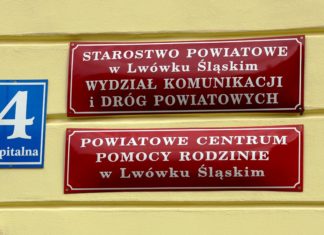 STAROSTWO POWIATOWE
w Lwówku Śląskim
WYDZIAŁ KOMUNIKACJI
i DRÓG POWIATOWYCH
4
POWIATOWE CENTRUM
POMOCY RODZINIE
w Lwówku Śląskim